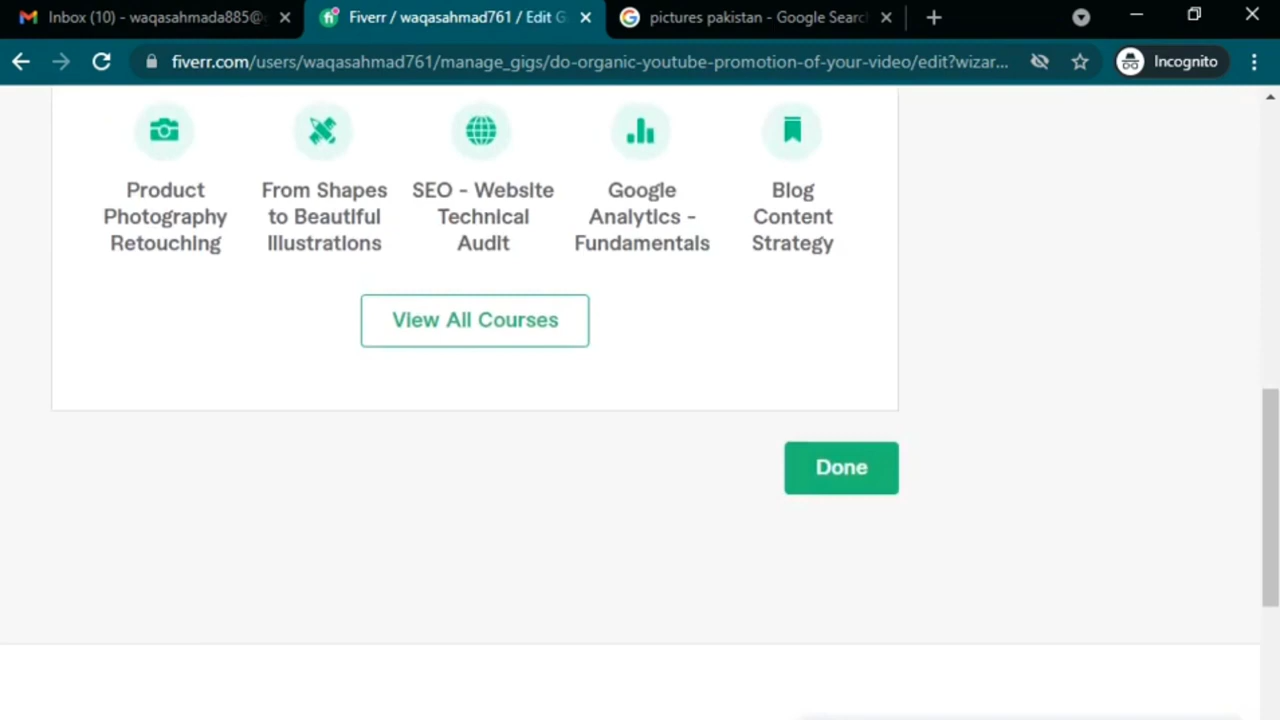 Inbox (10) - waqasahmada885@
Fiverr / waqasahmad761 / Edit G
pictures pakistan - Google Searc
fiverr.com/users/waqasahmad761/manage_gigs/do-organic-youtube-promotion-of-your-video/edit?wizar...
Incognito
Product
Photography
Retouching
From Shapes
to Beautiful
Illustrations
SEO - Website
Technical
Audit
Google
Analytics -
Fundamentals
Blog
Content
Strategy
View All Courses
Done